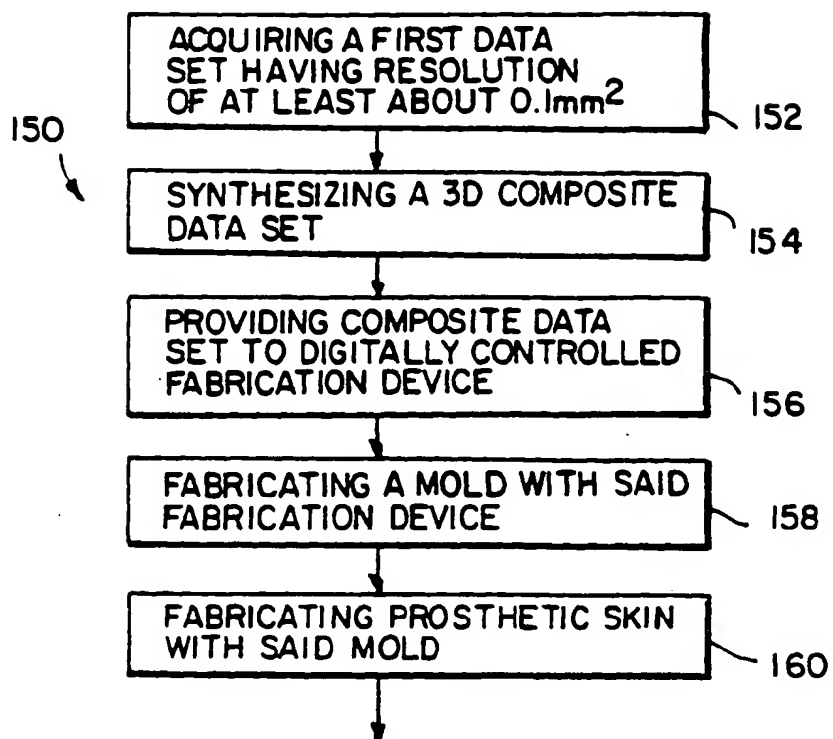 ACQUIRING A FIRST DATA
SET HAVING RESOLUTION
OF AT LEAST ABOUT 0.1mm²
152
150
SYNTHESIZING A 3D COMPOSITE
DATA SET
154
PROVIDING COMPOSITE DATA
SET TO DIGITALLY CONTROLLED
FABRICATION DEVICE
156
FABRICATING A MOLD WITH SAID
FABRICATION DEVICE
158
FABRICATING PROSTHETIC SKIN
WITH SAID MOLD
160